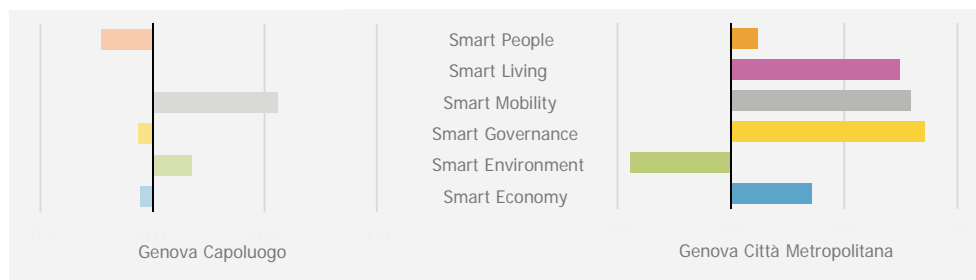 Smart People
Smart Living
Smart Mobility
Smart Governance
Smart Environment
Smart Economy
Genova Capoluogo
Genova Città Metropolitana